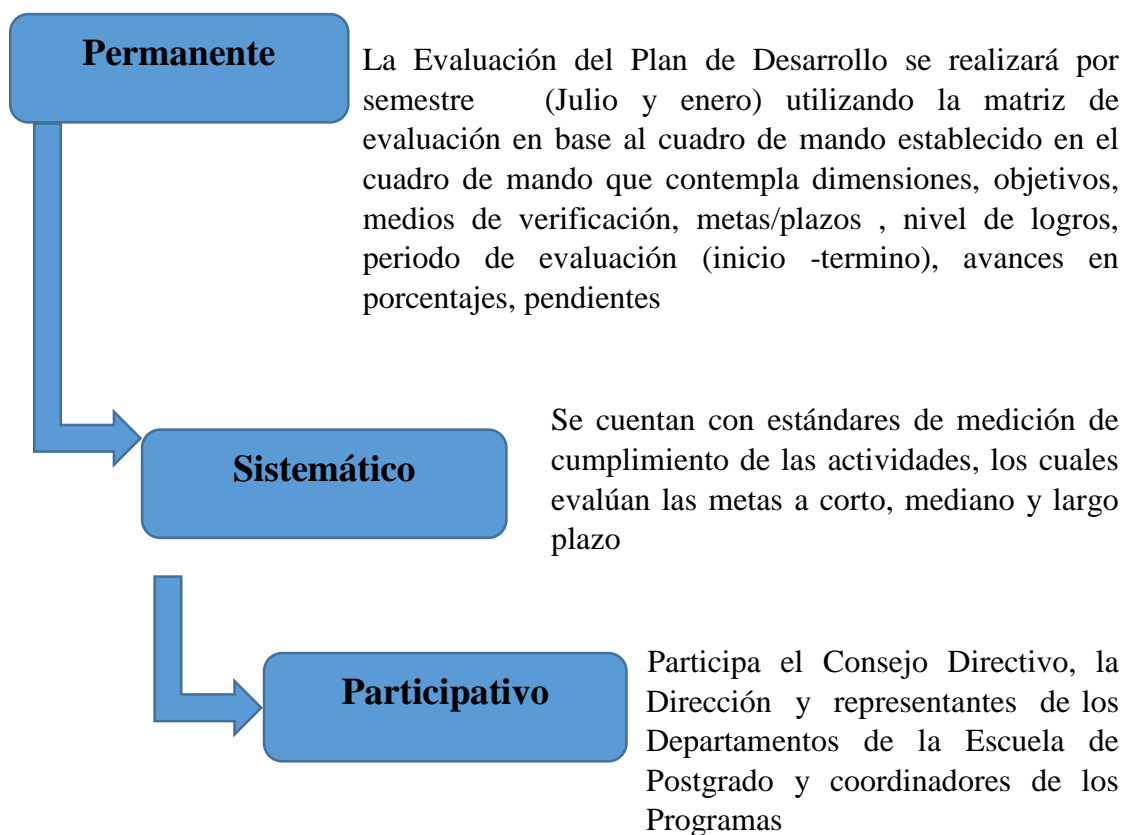 Permanente
La Evaluación del Plan de Desarrollo se realizará por
semestre (Julio y enero) utilizando la matriz de
evaluación en base al cuadro de mando establecido en el
cuadro de mando que contempla dimensiones, objetivos,
medios de verificación, metas/plazos , nivel de logros,
periodo de evaluación (inicio -termino), avances en
porcentajes, pendientes
Sistemático
Se cuentan con estándares de medición de
cumplimiento de las actividades, los cuales
evalúan las metas a corto, mediano y largo
plazo
Participativo
Participa el Consejo Directivo, la
Dirección y representantes de los
Departamentos de la Escuela de
Postgrado y coordinadores de los
Programas